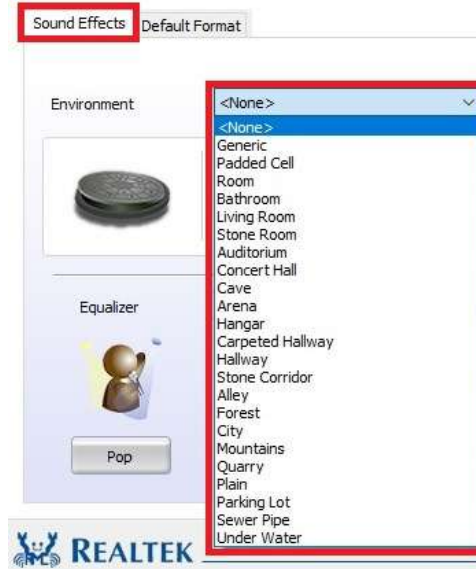 Sound Effects
Default Format
Environment
<None>
<None>
Generic
Padded Cell
Room
Bathroom
Living Room
Stone Room
Auditorium
Concert Hall
Cave
Arena
Hangar
Carpeted Hallway
Hallway
Stone Corridor
Alley
Forest
City
Mountains
Quarry
Plain
Parking Lot
Sewer Pipe
Under Water
Equalizer
Pop
REALTEK